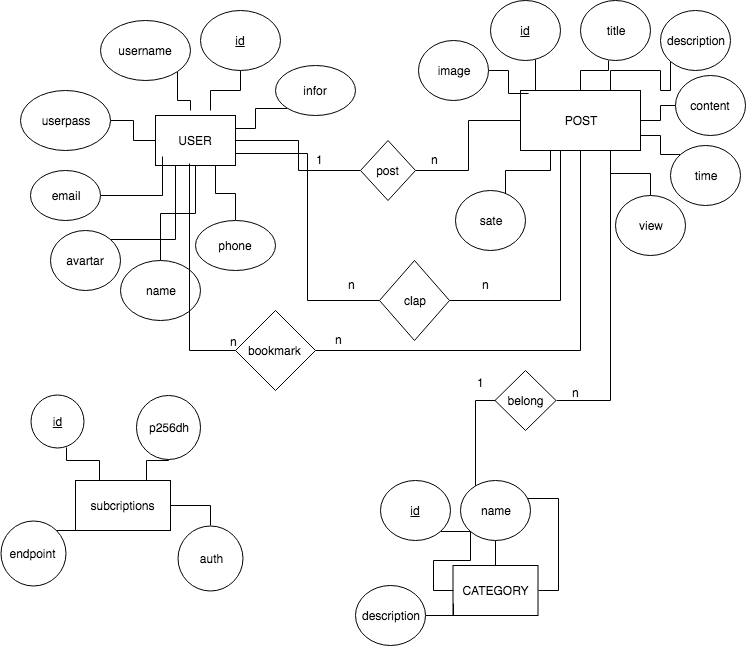 id
title
description
username
id
image
infor
content
userpass
USER
POST
1
n
post
time
email
sate
view
phone
avartar
name
n
n
clap
n
n
bookmark
1
n
belong
id
p256dh
subcriptions
id
name
endpoint
auth
CATEGORY
description